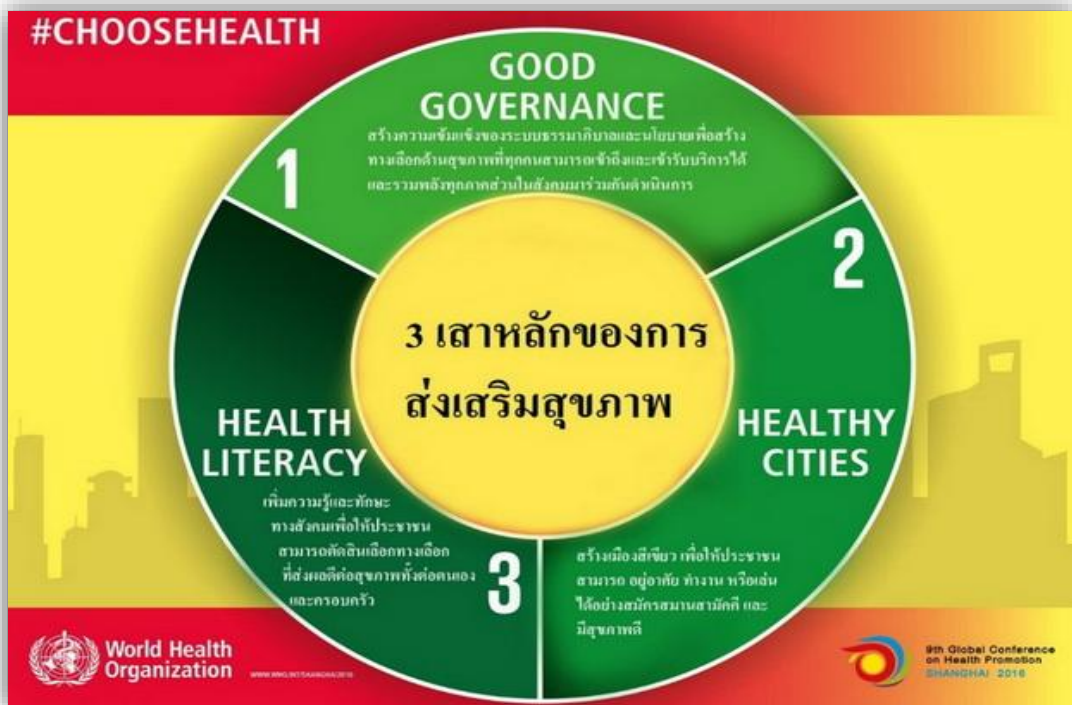 #CHOOSEHEALTH
GOOD
GOVERNANCE
สร้างความเข้มแข็งของระบบธรรมาภิบาลและนโยบายเพื่อสร้าง
ทางเลือกด้านสุขภาพที่ทุกคนสามารถเข้าถึงและเข้ารับบริการได้
และรวมพลังทุกภาคส่วนในสังคมมาร่วมกันดำเนินการ
1
2
3 เสาหลักของการ
ส่งเสริมสุขภาพ
HEALTHY
CITIES
สร้างเมืองสีเขียว เพื่อให้ประชาชน
สามารถ อยู่อาศัย ทำงาน หรือเล่น
ได้อย่างสมัครสมานสามัคคี และ
มีสุขภาพดี
HEALTH
LITERACY
เพิ่มความรู้และทักษะ
ทางสังคมเพื่อให้ประชาชน
สามารถตัดสินเลือกทางเลือก
ที่ส่งผลดีต่อสุขภาพทั้งต่อตนเอง
และครอบครัว
3
World Health
Organization
WWW.WHO.INT/SHANGHAI2016
9th Global Conference
on Health Promotion
SHANGHAI 2016